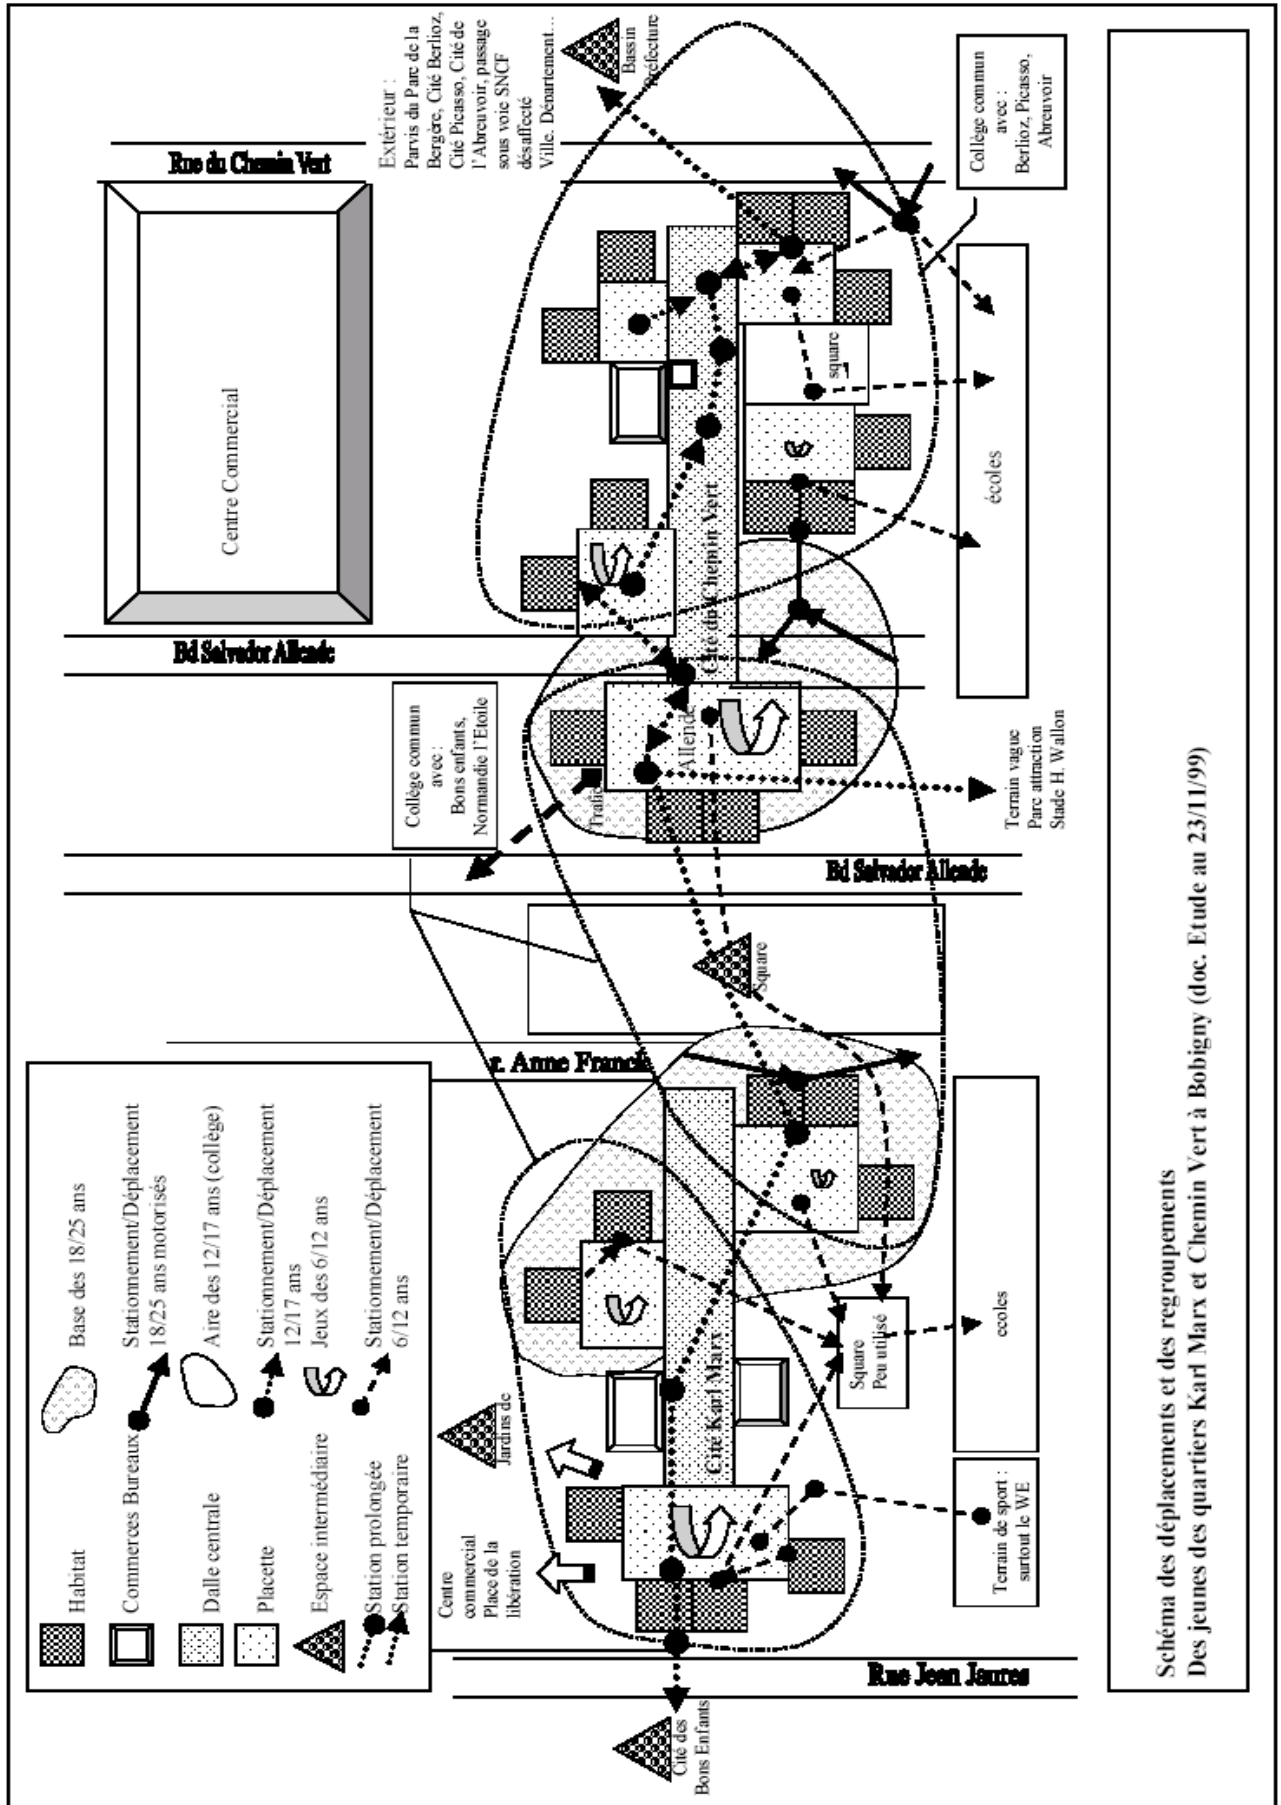 Habitat
Commerces Bureaux
Dalle centrale
Placette
Espace intermédiaire
Station prolongée
Station temporaire
Base des 18/25 ans
Stationnement/Déplacement
18/25 ans motorisés
Aire des 12/17 ans (collège)
Stationnement/Déplacement
12/17 ans
Jeux des 6/12 ans
Stationnement/Déplacement
6/12 ans
Cité des
Bons Enfants
Rue Jean Jaures
Centre
commercial
Place de la
libération
Jardins de
Cité Karl Marx
Terrain de sport :
surtout le WE
Square
Peu utilisé
ecoles
r. Anne Franck
Square
Collège commun
avec :
Bons enfants,
Normandie l'Etoile
Bd Salvador Allende
Trafic
Allende
Terrain vague
Parc attraction
Stade H. Wallon
Bd Salvador Allende
Cité du Chemin Vert
Centre Commercial
square
écoles
Rue du Chemin Vert
Extérieur :
Parvis du Parc de la
Bergère, Cité Berlioz,
Cité Picasso, Cité de
l'Abreuvoir, passage
sous voie SNCF
désaffecté
Ville. Département…
Bassin
Préfecture
Collège commun
avec :
Berlioz, Picasso,
Abreuvoir
Schéma des déplacements et des regroupements
Des jeunes des quartiers Karl Marx et Chemin Vert à Bobigny (doc. Etude au 23/11/99)